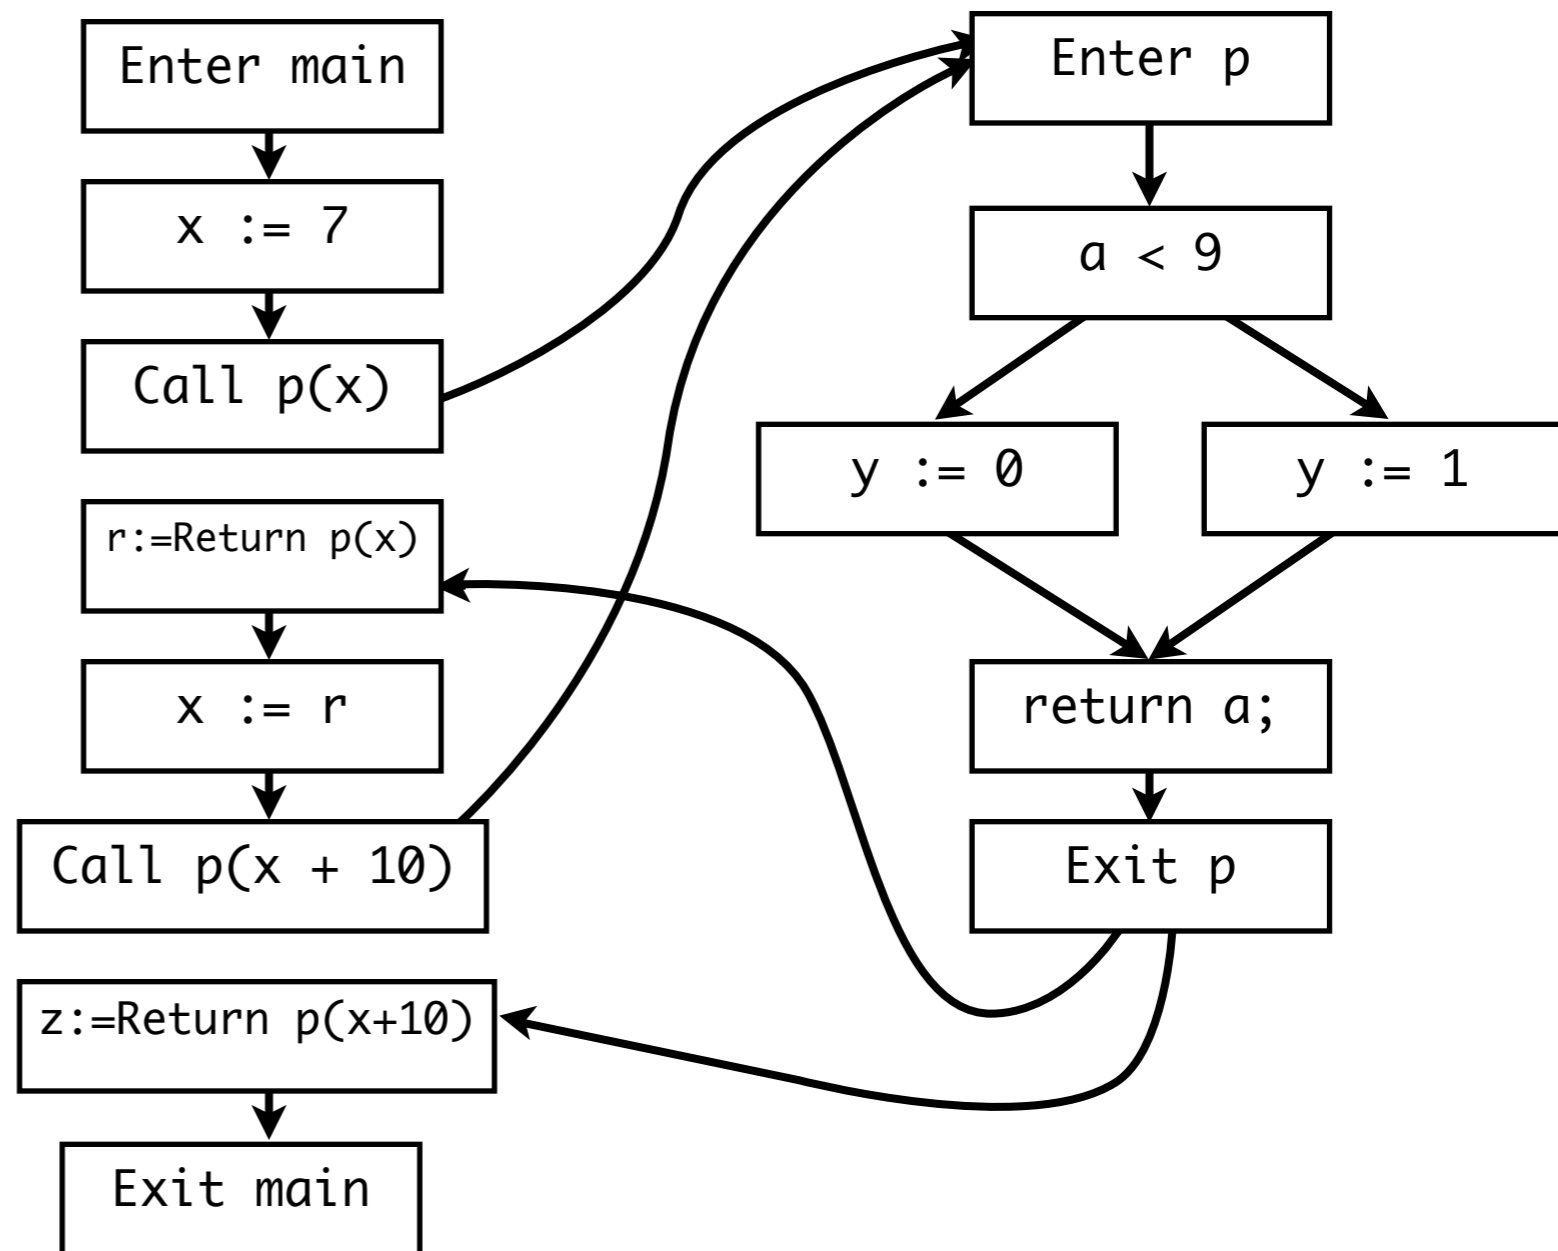 Enter main
x := 7
Call p(x)
r:=Return p(x)
x := r
Call p(x + 10)
z:=Return p(x+10)
Exit main
Enter p
a < 9
y := 0
y := 1
return a;
Exit p